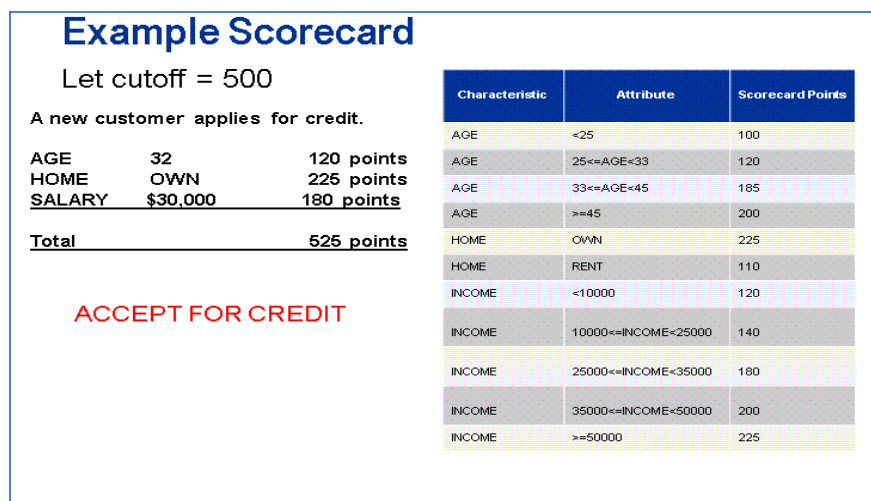 Example Scorecard
Let cutoff = 500
A new customer applies for credit.
AGE 32 120 points
HOME OWN 225 points
SALARY $30,000 180 points
Total 525 points
ACCEPT FOR CREDIT
Characteristic Attribute Scorecard Points
AGE <25 100
AGE 25<=AGE<33 120
AGE 33<=AGE<45 185
AGE >=45 200
HOME OWN 225
HOME RENT 110
INCOME <10000 120
INCOME 10000<=INCOME<25000 140
INCOME 25000<=INCOME<35000 180
INCOME 35000<=INCOME<50000 200
INCOME >=50000 225